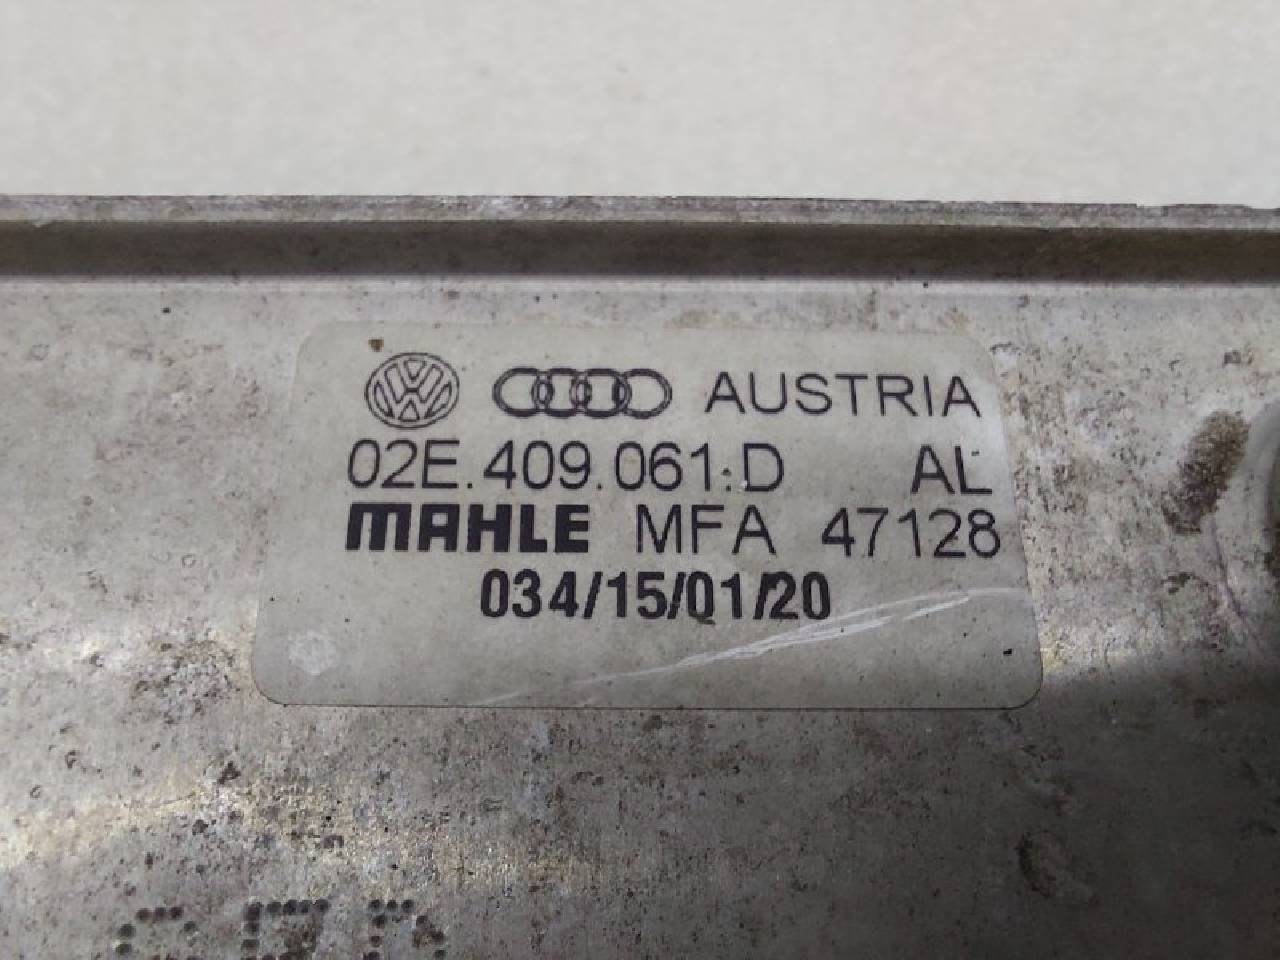 AUSTRIA
02E.409.061.D AL
MAHLE MFA 47128
034/15/01/20